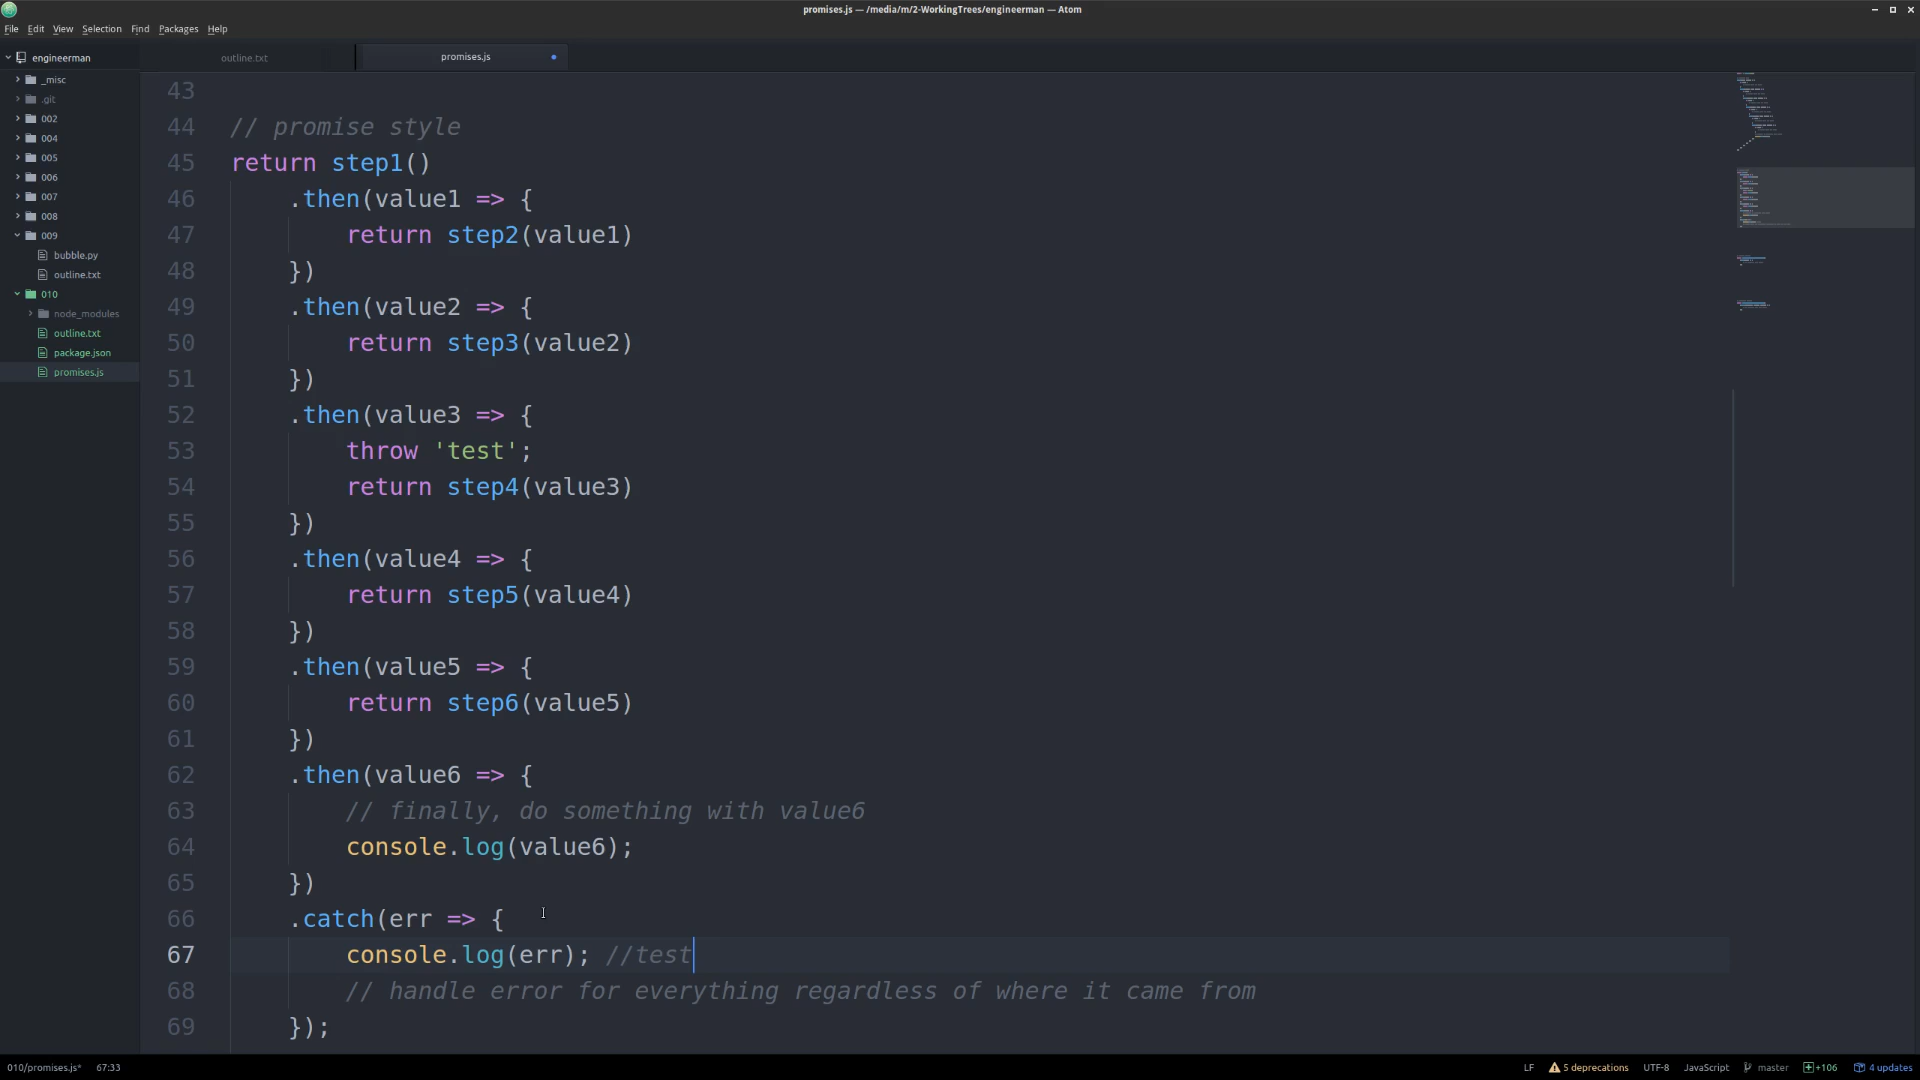 promises.js — /media/m/2-WorkingTrees/engineerman — Atom
File Edit View Selection Find Packages Help
engineerman
_misc
.git
002
004
005
006
007
008
009
bubble.py
outline.txt
010
node_modules
outline.txt
package.json
promises.js
outline.txt promises.js
43
44 // promise style
45 return step1()
46 .then(value1 => {
47 return step2(value1)
48 })
49 .then(value2 => {
50 return step3(value2)
51 })
52 .then(value3 => {
53 throw 'test';
54 return step4(value3)
55 })
56 .then(value4 => {
57 return step5(value4)
58 })
59 .then(value5 => {
60 return step6(value5)
61 })
62 .then(value6 => {
63 // finally, do something with value6
64 console.log(value6);
65 })
66 .catch(err => {
67 console.log(err); //test
68 // handle error for everything regardless of where it came from
69 });
010/promises.js* 67:33 LF 5 deprecations UTF-8 JavaScript master +106 4 updates